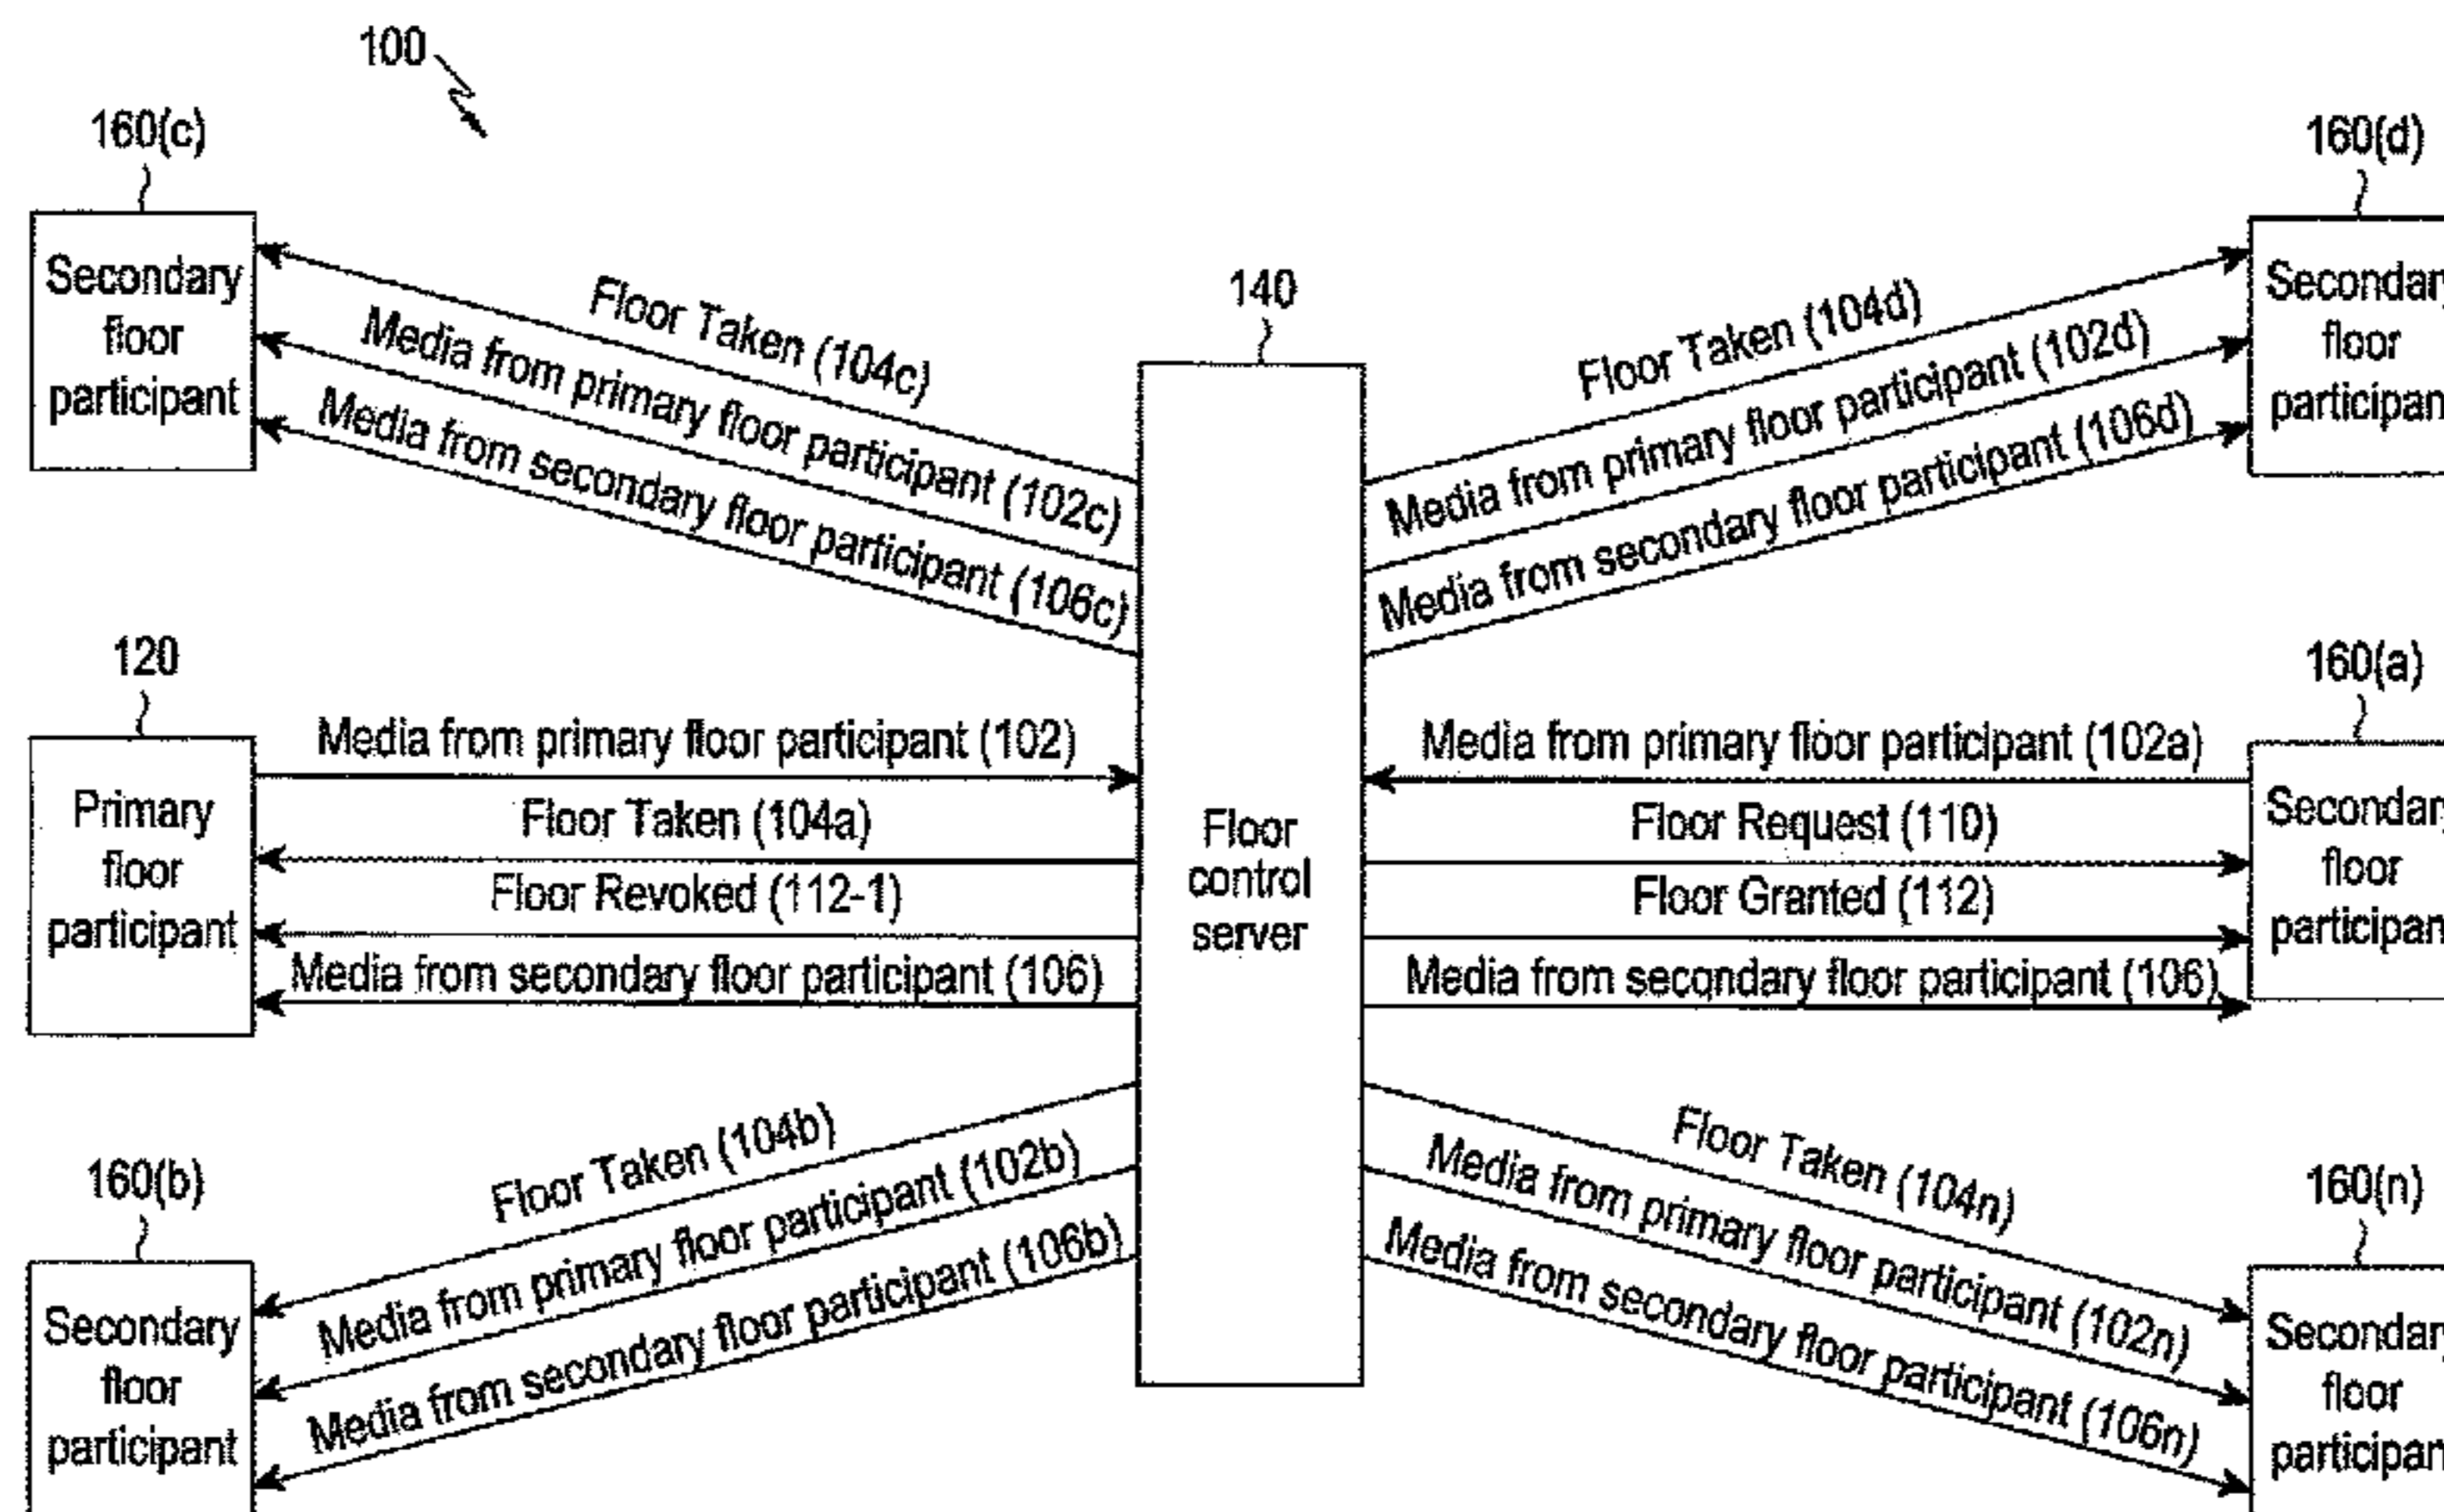 100
160(c)
Secondary
floor
participant
Floor Taken (104c)
Media from primary floor participant (102c)
Media from secondary floor participant (106c)
140
Floor
control
server
160(d)
Secondary
floor
participan
Floor Taken (104d)
Media from primary floor participant (102d)
Media from secondary floor participant (106d)
120
Primary
floor
participant
Media from primary floor participant (102)
Floor Taken (104a)
Floor Revoked (112-1)
Media from secondary floor participant (106)
160(a)
Secondary
floor
participan
Media from primary floor participant (102a)
Floor Request (110)
Floor Granted (112)
Media from secondary floor participant (106)
160(b)
Secondary
floor
participant
Floor Taken (104b)
Media from primary floor participant (102b)
Media from secondary floor participant (106b)
160(n)
Secondary
floor
participan
Floor Taken (104n)
Media from primary floor participant (102n)
Media from secondary floor participant (106n)